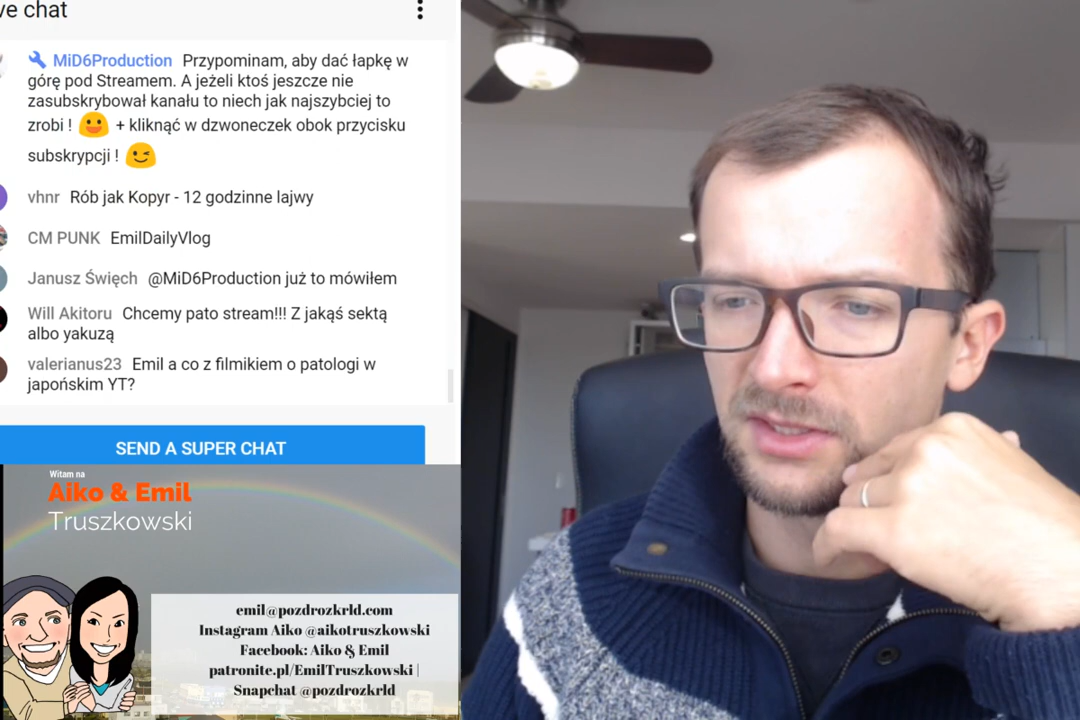 ve chat
MiD6Production Przypominam, aby dać łapkę w
górę pod Streamem. A jeżeli ktoś jeszcze nie
zasubskrybował kanału to niech jak najszybciej to
zrobi ! + kliknąć w dzwoneczek obok przycisku
subskrypcji !
vhnr Rób jak Kopyr - 12 godzinne lajwy
CM PUNK EmilDailyVlog
Janusz Święch @MiD6Production już to mówiłem
Will Akitoru Chcemy pato stream!!! Z jakąś sektą
albo yakuzą
valerianus23 Emil a co z filmikiem o patologi w
japońskim YT?
SEND A SUPER CHAT
Witam na
Aiko & Emil
Truszkowski
emil@pozdrozkrld.com
Instagram Aiko @aikotruszkowski
Facebook: Aiko & Emil
patronite.pl/EmilTruszkowski |
Snapchat @pozdrozkrld